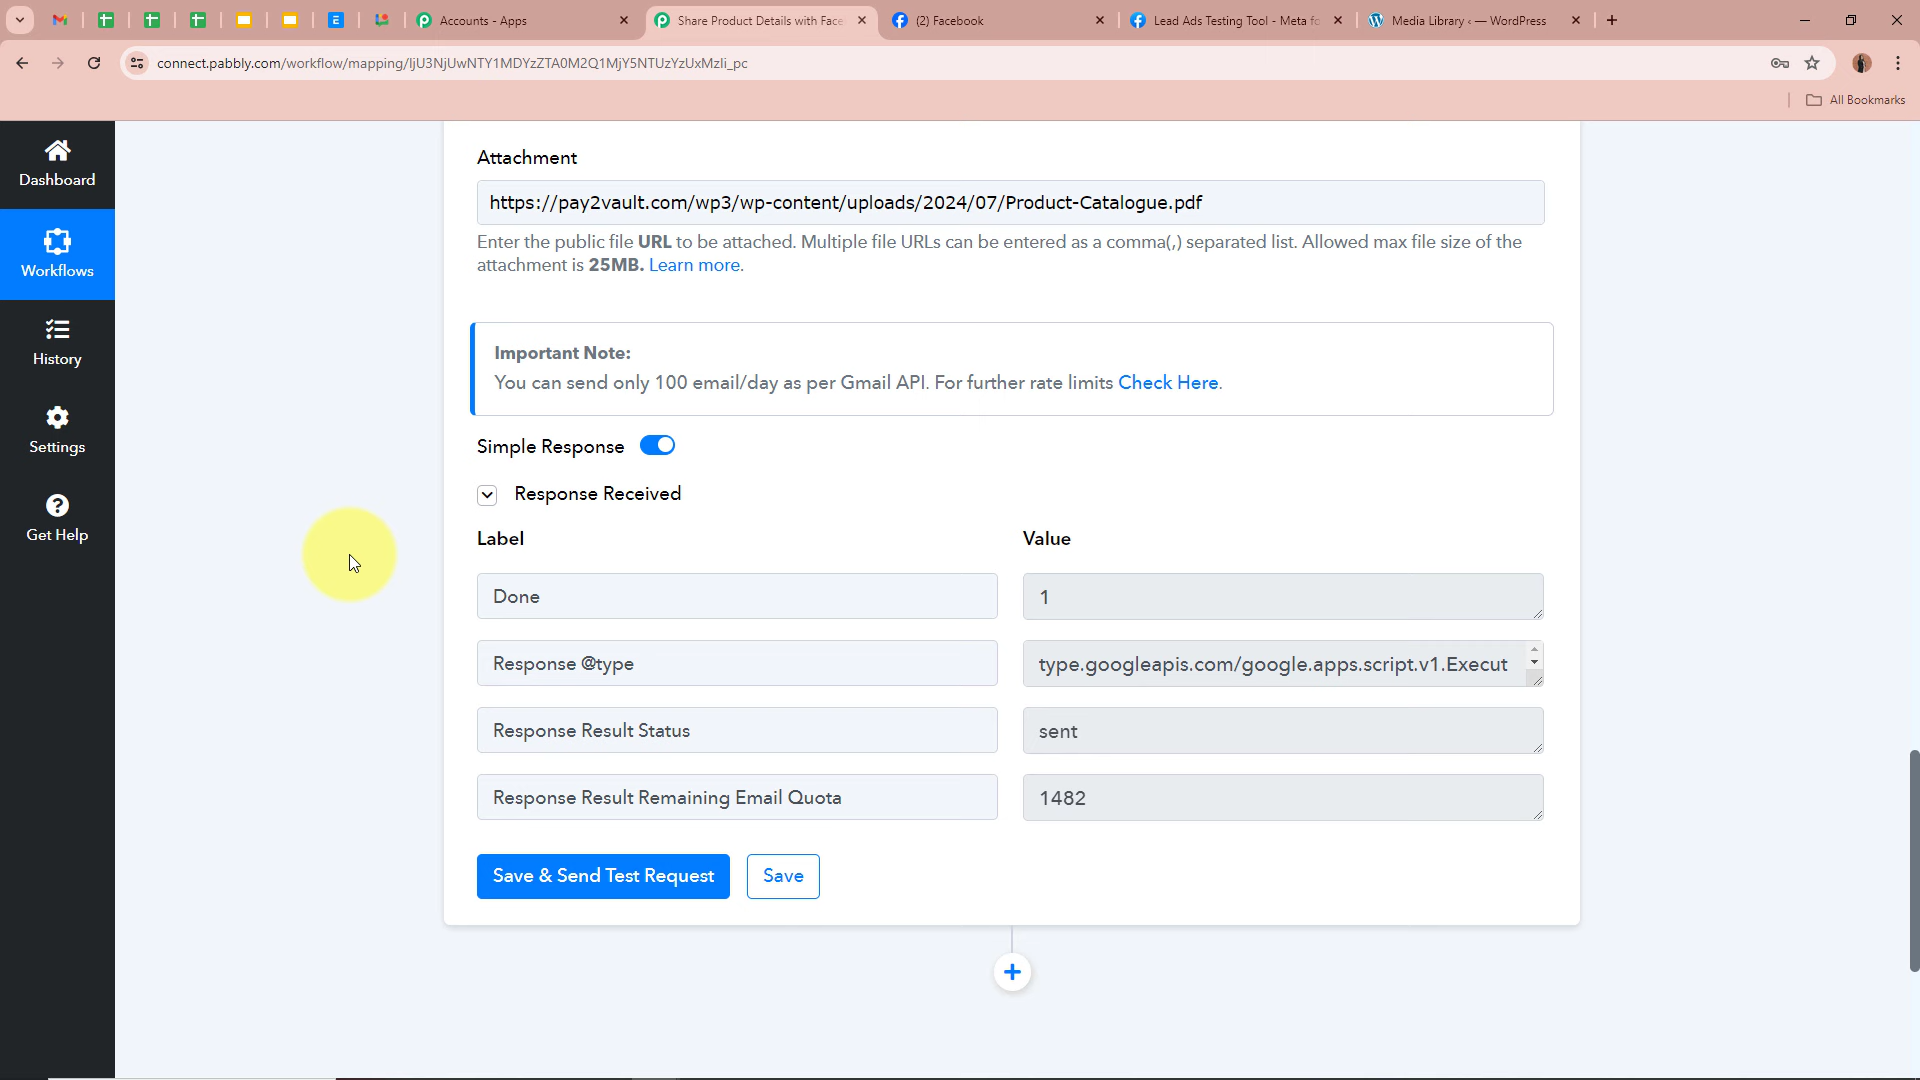 Accounts - Apps
Share Product Details with Face
(2) Facebook
Lead Ads Testing Tool - Meta fo
Media Library ‹ — WordPress
connect.pabbly.com/workflow/mapping/IjU3NjUwNTY1MDYzZTA0M2Q1MjY5NTUzYzUxMzIi_pc
All Bookmarks
Dashboard
Workflows
History
Settings
Get Help
Attachment
https://pay2vault.com/wp3/wp-content/uploads/2024/07/Product-Catalogue.pdf
Enter the public file URL to be attached. Multiple file URLs can be entered as a comma(,) separated list. Allowed max file size of the
attachment is 25MB. Learn more.
Important Note:
You can send only 100 email/day as per Gmail API. For further rate limits Check Here.
Simple Response
Response Received
Label Value
Done 1
Response @type type.googleapis.com/google.apps.script.v1.Execut
Response Result Status sent
Response Result Remaining Email Quota 1482
Save & Send Test Request Save